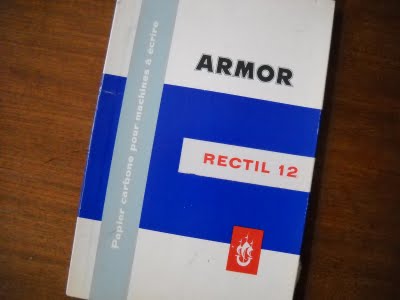 ARMOR
RECTIL 12
Papier carbone pour machines à écrire